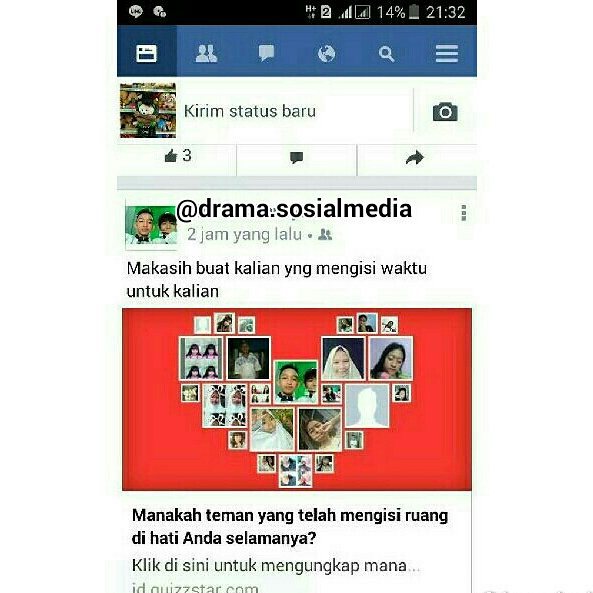 14% 21:32
Kirim status baru
3
@drama.sosialmedia
2 jam yang lalu •
Makasih buat kalian yng mengisi waktu
untuk kalian
Manakah teman yang telah mengisi ruang
di hati Anda selamanya?
Klik di sini untuk mengungkap mana...
id.quizzstar.com